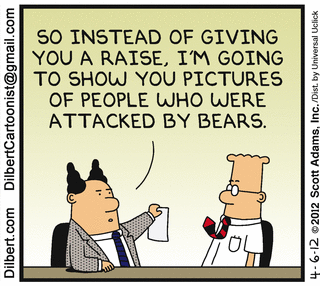 SO INSTEAD OF GIVING
YOU A RAISE, I'M GOING
TO SHOW YOU PICTURES
OF PEOPLE WHO WERE
ATTACKED BY BEARS.
Dilbert.com DilbertCartoonist@gmail.com
4-6-12 ©2012 Scott Adams, Inc./Dist. by Universal Uclick